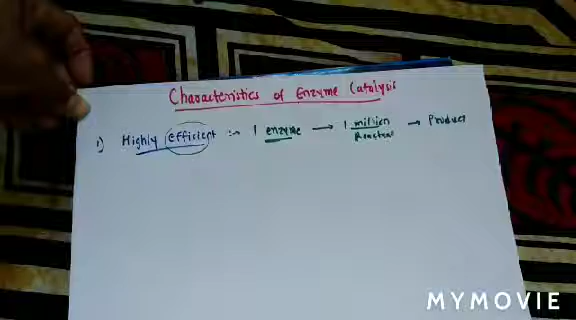 Characteristics of Enzyme Catalysis
1) Highly efficient :→ 1 enzyme → 1 million Reactant → Product
MYMOVIE